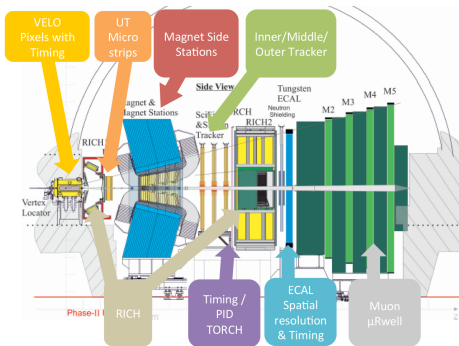 VELO
Pixels with
Timing
UT
Micro
strips
Magnet Side
Stations
Inner/Middle/
Outer Tracker
Side View
Tungsten
ECAL
Neutron
Shielding
M2
M3
M4
M5
Magnet &
Magnet Stations
Tracker
RICH2
RICH
Vertex
Locator
RICH
Timing /
PID
TORCH
ECAL
Spatial
resolution
& Timing
Muon
μRwell
Phase-II